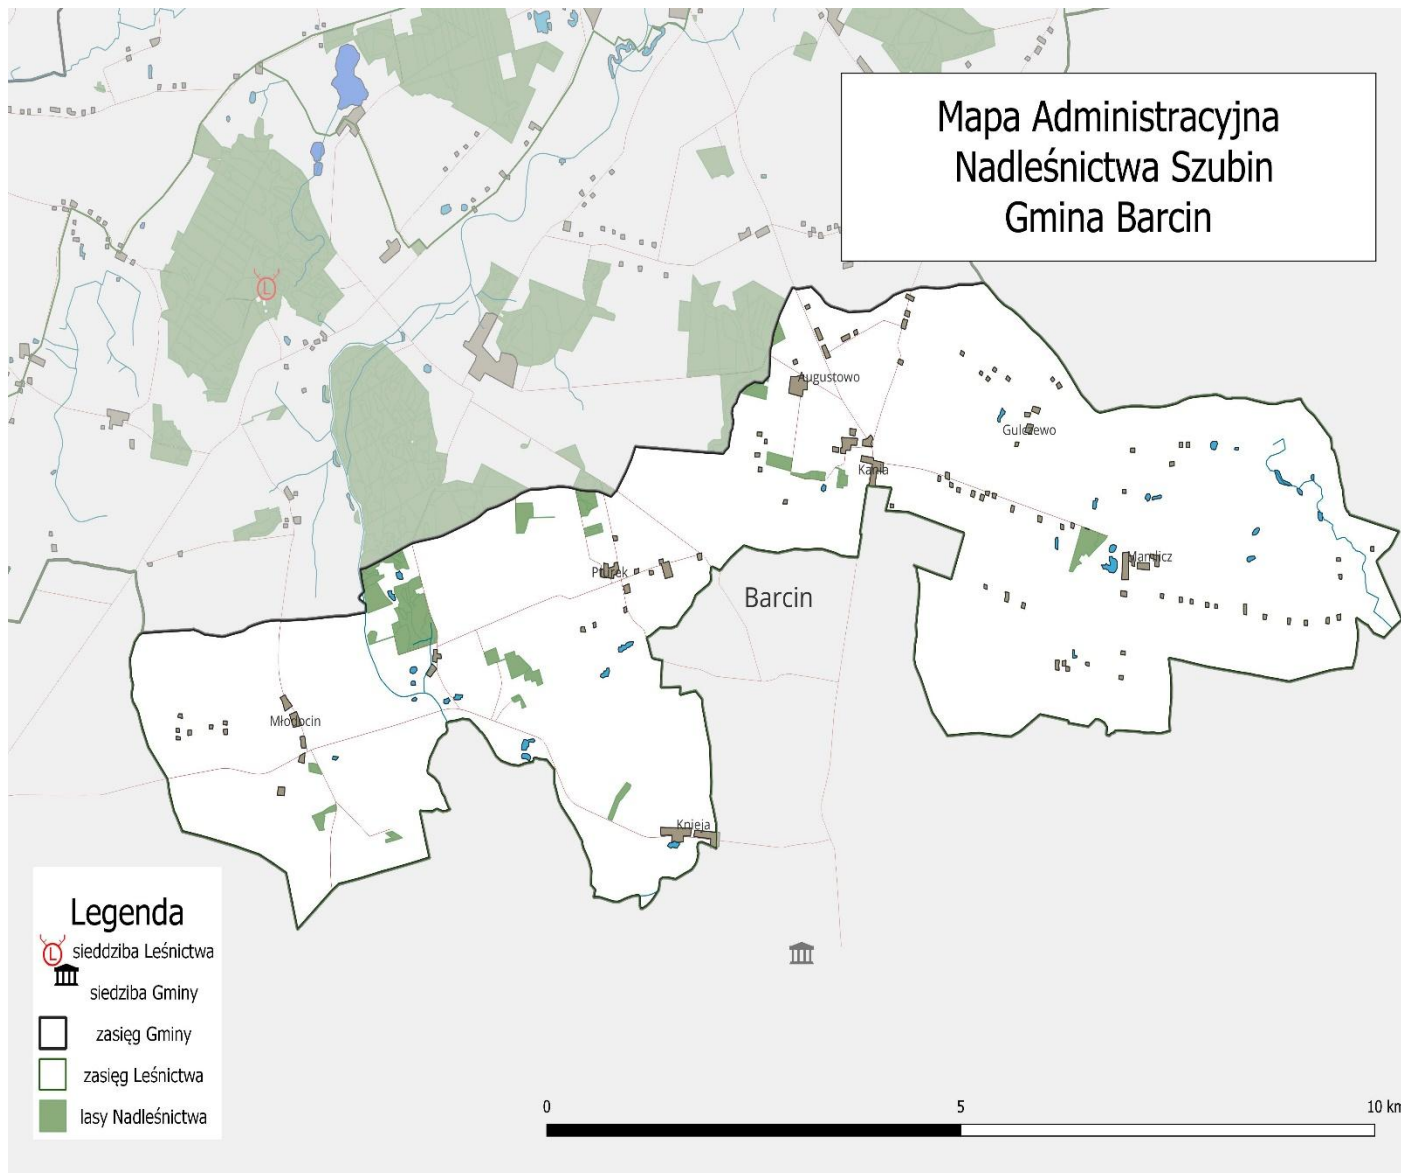 Mapa Administracyjna
Nadleśnictwa Szubin
Gmina Barcin
Augustowo
Gulczewo
Kania
Mamlicz
Pturek
Barcin
Młodocin
Knieja
Legenda
L sieddziba Leśnictwa
siedziba Gminy
zasięg Gminy
zasięg Leśnictwa
lasy Nadleśnictwa
0 5 10 km
L